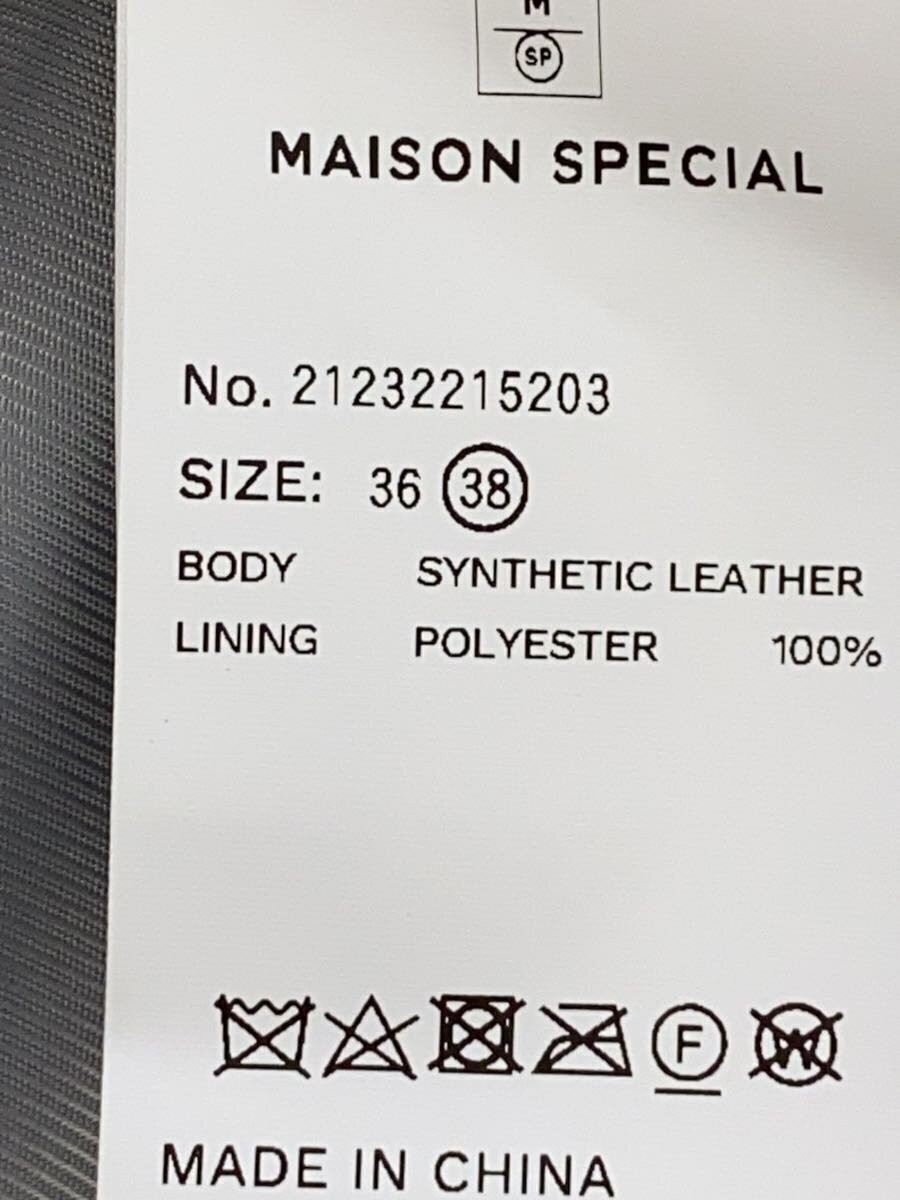 M
SP
MAISON SPECIAL
No. 21232215203
SIZE: 36 38
BODY SYNTHETIC LEATHER
LINING POLYESTER 100%
F W
MADE IN CHINA